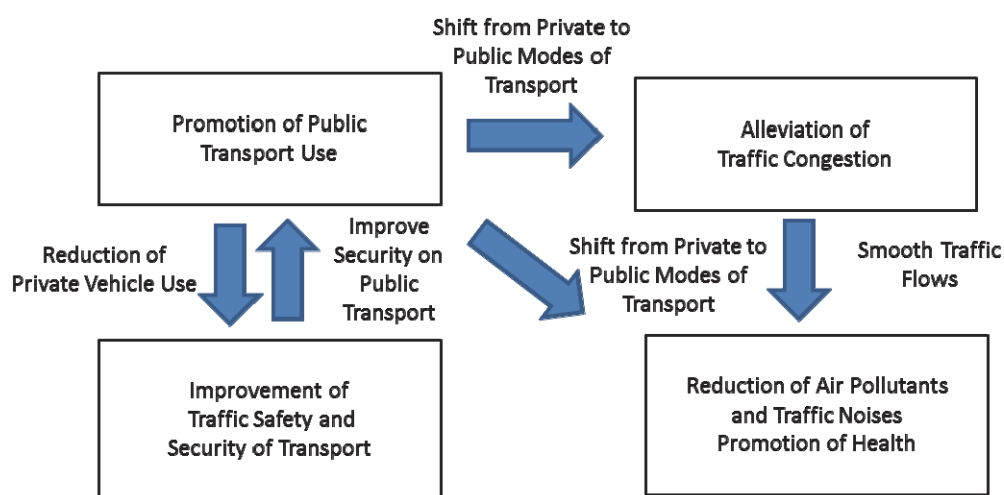 Shift from Private to
Public Modes of
Transport
Promotion of Public
Transport Use
Alleviation of
Traffic Congestion
Reduction of
Private Vehicle Use
Improve
Security on
Public
Transport
Shift from Private to
Public Modes of
Transport
Smooth Traffic
Flows
Improvement of
Traffic Safety and
Security of Transport
Reduction of Air Pollutants
and Traffic Noises
Promotion of Health